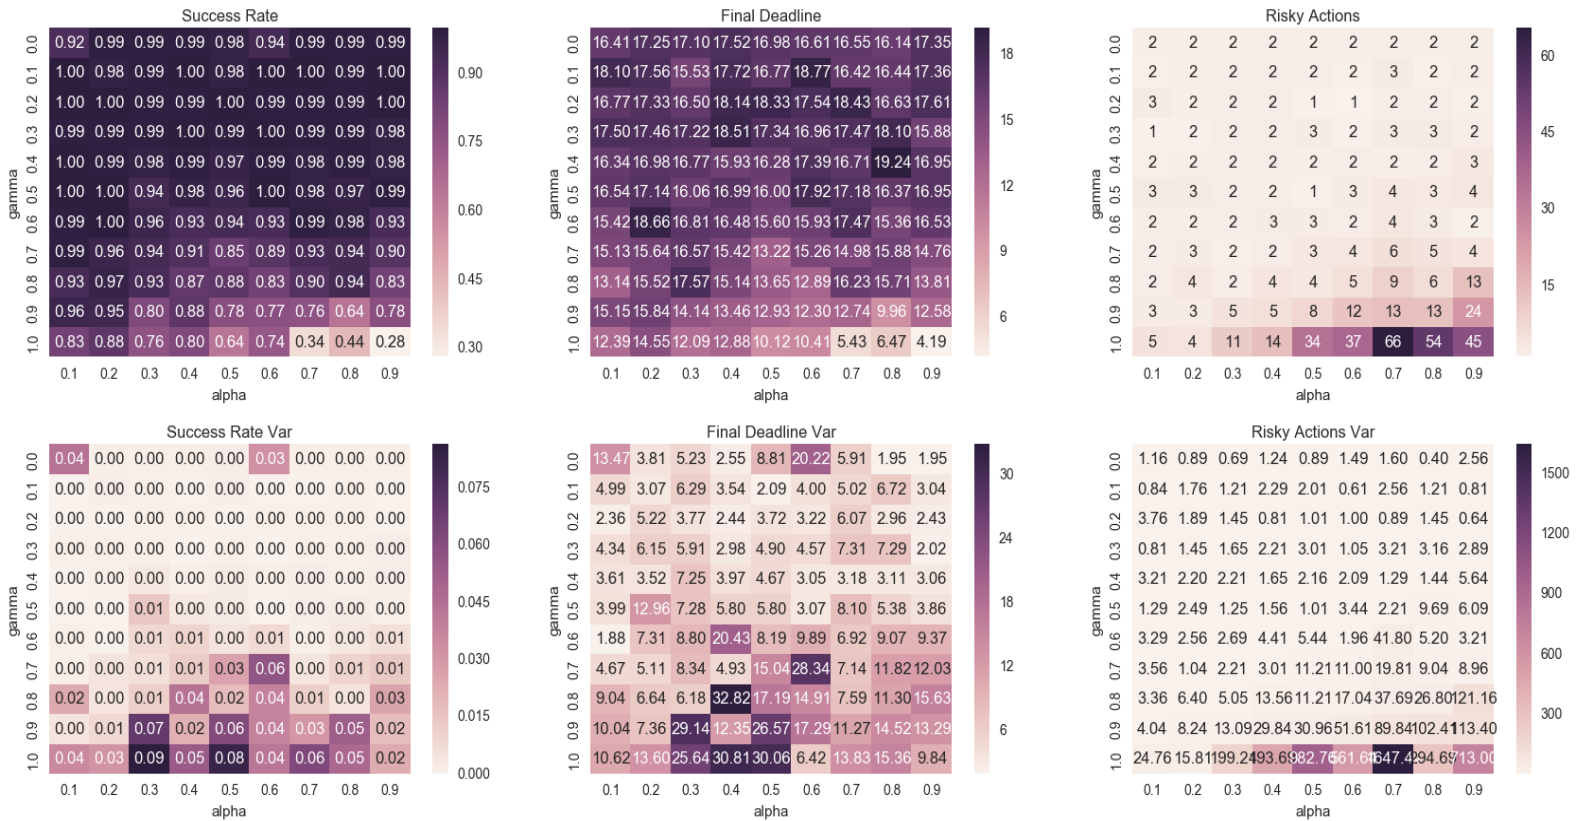 Success Rate
0.0 0.92 0.99 0.99 0.99 0.98 0.94 0.99 0.99 0.99
0.1 1.00 0.98 0.99 1.00 0.98 1.00 1.00 0.99 1.00
0.2 1.00 1.00 0.99 0.99 1.00 0.99 0.99 0.99 1.00
0.3 0.99 0.99 0.99 1.00 0.99 1.00 0.99 0.99 0.98
0.4 1.00 0.99 0.98 0.99 0.97 0.99 0.98 0.99 0.98
0.5 1.00 1.00 0.94 0.98 0.96 1.00 0.98 0.97 0.99
0.6 0.99 1.00 0.96 0.93 0.94 0.93 0.99 0.98 0.93
0.7 0.99 0.96 0.94 0.91 0.85 0.89 0.93 0.94 0.90
0.8 0.93 0.97 0.93 0.87 0.88 0.83 0.90 0.94 0.83
0.9 0.96 0.95 0.80 0.88 0.78 0.77 0.76 0.64 0.78
1.0 0.83 0.88 0.76 0.80 0.64 0.74 0.34 0.44 0.28
0.1 0.2 0.3 0.4 0.5 0.6 0.7 0.8 0.9
alpha
gamma
0.90
0.75
0.60
0.45
0.30
Final Deadline
16.41 17.25 17.10 17.52 16.98 16.61 16.55 16.14 17.35
18.10 17.56 15.53 17.72 16.77 18.77 16.42 16.44 17.36
16.77 17.33 16.50 18.14 18.33 17.54 18.43 16.63 17.61
17.50 17.46 17.22 18.51 17.34 16.96 17.47 18.10 15.88
16.34 16.98 16.77 15.93 16.28 17.39 16.71 19.24 16.95
16.54 17.14 16.06 16.99 16.00 17.92 17.18 16.37 16.95
15.42 18.66 16.81 16.48 15.60 15.93 17.47 15.36 16.53
15.13 15.64 16.57 15.42 13.22 15.26 14.98 15.88 14.76
13.14 15.52 17.57 15.14 13.65 12.89 16.23 15.71 13.81
15.15 15.84 14.14 13.46 12.93 12.30 12.74 9.96 12.58
12.39 14.55 12.09 12.88 10.12 10.41 5.43 6.47 4.19
0.1 0.2 0.3 0.4 0.5 0.6 0.7 0.8 0.9
alpha
gamma
18
15
12
9
6
Risky Actions
0.0 2 2 2 2 2 2 2 2 2
0.1 2 2 2 2 2 2 3 2 2
0.2 3 2 2 2 1 1 2 2 2
0.3 1 2 2 2 3 2 3 3 2
0.4 2 2 2 2 2 2 2 2 3
0.5 3 3 2 2 1 3 4 3 4
0.6 2 2 2 3 3 2 4 3 2
0.7 2 3 2 2 3 4 6 5 4
0.8 2 4 2 4 4 5 9 6 13
0.9 3 3 5 5 8 12 13 13 24
1.0 5 4 11 14 34 37 66 54 45
0.1 0.2 0.3 0.4 0.5 0.6 0.7 0.8 0.9
alpha
gamma
60
45
30
15
Success Rate Var
0.0 0.04 0.00 0.00 0.00 0.00 0.03 0.00 0.00 0.00
0.1 0.00 0.00 0.00 0.00 0.00 0.00 0.00 0.00 0.00
0.2 0.00 0.00 0.00 0.00 0.00 0.00 0.00 0.00 0.00
0.3 0.00 0.00 0.00 0.00 0.00 0.00 0.00 0.00 0.00
0.4 0.00 0.00 0.00 0.00 0.00 0.00 0.00 0.00 0.00
0.5 0.00 0.00 0.01 0.00 0.00 0.00 0.00 0.00 0.00
0.6 0.00 0.00 0.01 0.01 0.00 0.01 0.00 0.00 0.01
0.7 0.00 0.00 0.01 0.01 0.03 0.06 0.00 0.01 0.01
0.8 0.02 0.00 0.01 0.04 0.02 0.04 0.01 0.00 0.03
0.9 0.00 0.01 0.07 0.02 0.06 0.04 0.03 0.05 0.02
1.0 0.04 0.03 0.09 0.05 0.08 0.04 0.06 0.05 0.02
0.1 0.2 0.3 0.4 0.5 0.6 0.7 0.8 0.9
alpha
gamma
0.075
0.060
0.045
0.030
0.015
0.000
Final Deadline Var
0.0 13.47 3.81 5.23 2.55 8.81 20.22 5.91 1.95 1.95
0.1 4.99 3.07 6.29 3.54 2.09 4.00 5.02 6.72 3.04
0.2 2.36 5.22 3.77 2.44 3.72 3.22 6.07 2.96 2.43
0.3 4.34 6.15 5.91 2.98 4.90 4.57 7.31 7.29 2.02
0.4 3.61 3.52 7.25 3.97 4.67 3.05 3.18 3.11 3.06
0.5 3.99 12.96 7.28 5.80 5.80 3.07 8.10 5.38 3.86
0.6 1.88 7.31 8.80 20.43 8.19 9.89 6.92 9.07 9.37
0.7 4.67 5.11 8.34 4.93 15.04 28.34 7.14 11.82 12.03
0.8 9.04 6.64 6.18 32.82 17.19 14.91 7.59 11.30 15.63
0.9 10.04 7.36 29.14 12.35 26.57 17.29 11.27 14.52 13.29
1.0 10.62 13.60 25.64 30.81 30.06 6.42 13.83 15.36 9.84
0.1 0.2 0.3 0.4 0.5 0.6 0.7 0.8 0.9
alpha
gamma
30
24
18
12
6
Risky Actions Var
0.0 1.16 0.89 0.69 1.24 0.89 1.49 1.60 0.40 2.56
0.1 0.84 1.76 1.21 2.29 2.01 0.61 2.56 1.21 0.81
0.2 3.76 1.89 1.45 0.81 1.01 1.00 0.89 1.45 0.64
0.3 0.81 1.45 1.65 2.21 3.01 1.05 3.21 3.16 2.89
0.4 3.21 2.20 2.21 1.65 2.16 2.09 1.29 1.44 5.64
0.5 1.29 2.49 1.25 1.56 1.01 3.44 2.21 9.69 6.09
0.6 3.29 2.56 2.69 4.41 5.44 1.96 41.80 5.20 3.21
0.7 3.56 1.04 2.21 3.01 11.21 11.00 19.81 9.04 8.96
0.8 3.36 6.40 5.05 13.56 11.21 17.04 37.69 26.80 121.16
0.9 4.04 8.24 13.09 29.84 30.96 51.61 89.84 102.41 113.40
1.0 24.76 15.81 199.24 713.00
0.1 0.2 0.3 0.4 0.5 0.6 0.7 0.8 0.9
alpha
gamma
1500
1200
900
600
300